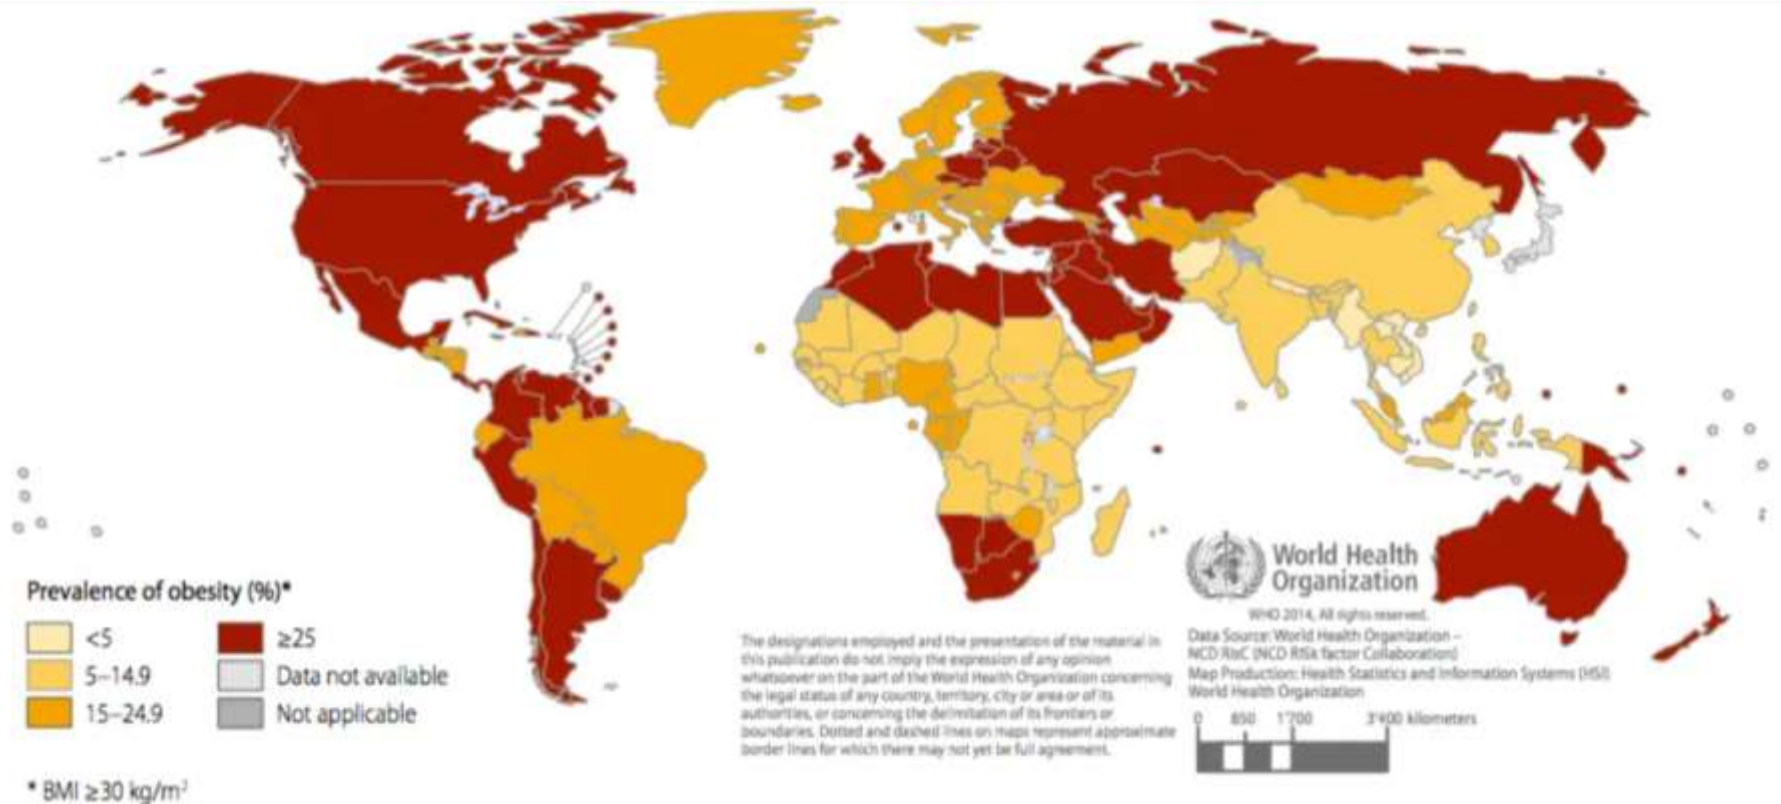 Prevalence of obesity (%)*
<5
5–14.9
15–24.9
≥25
Data not available
Not applicable
* BMI ≥30 kg/m²
The designations employed and the presentation of the material in
this publication do not imply the expression of any opinion
whatsoever on the part of the World Health Organization concerning
the legal status of any country, territory, city or area or of its
authorities, or concerning the delimitation of its frontiers or
boundaries. Dotted and dashed lines on maps represent approximate
border lines for which there may not yet be full agreement.
World Health
Organization
WHO 2014, All rights reserved.
Data Source: World Health Organization –
NCD RisC (NCD RISk factor Collaboration)
Map Production: Health Statistics and Information Systems (HSI)
World Health Organization
0 850 1'700 3'400 kilometers